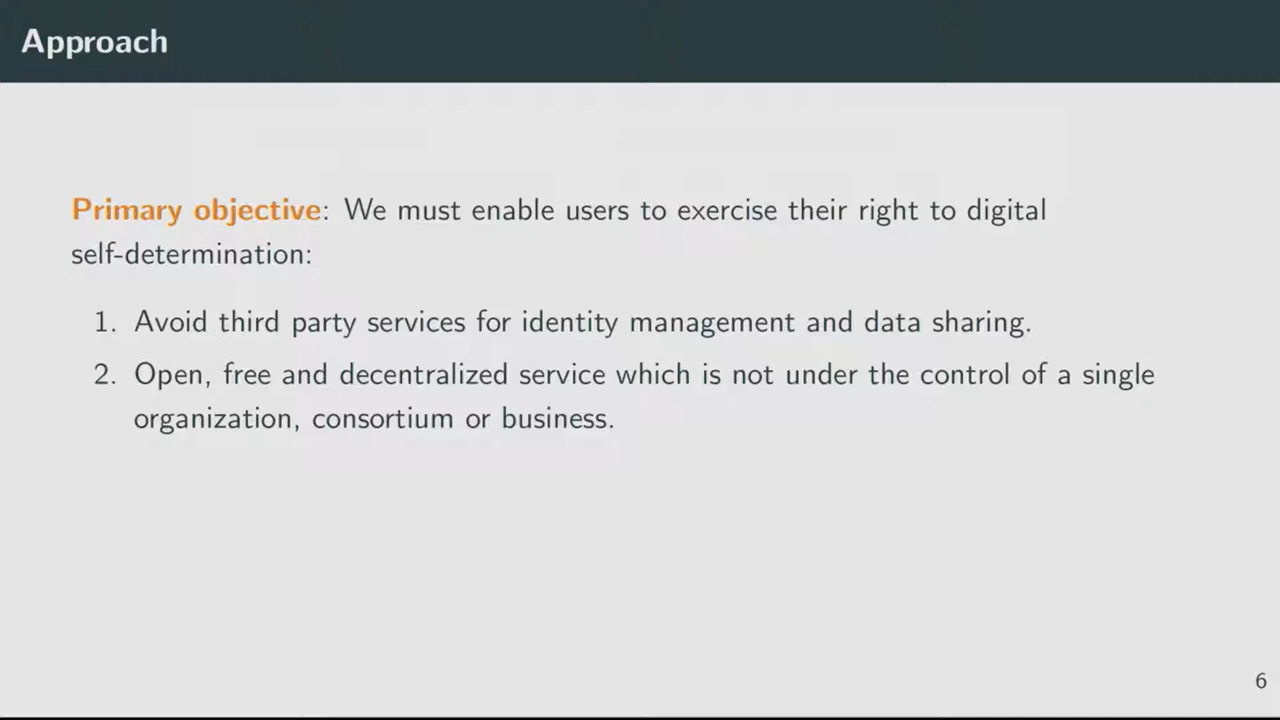 Approach
Primary objective: We must enable users to exercise their right to digital
self-determination:
1. Avoid third party services for identity management and data sharing.
2. Open, free and decentralized service which is not under the control of a single
organization, consortium or business.
6